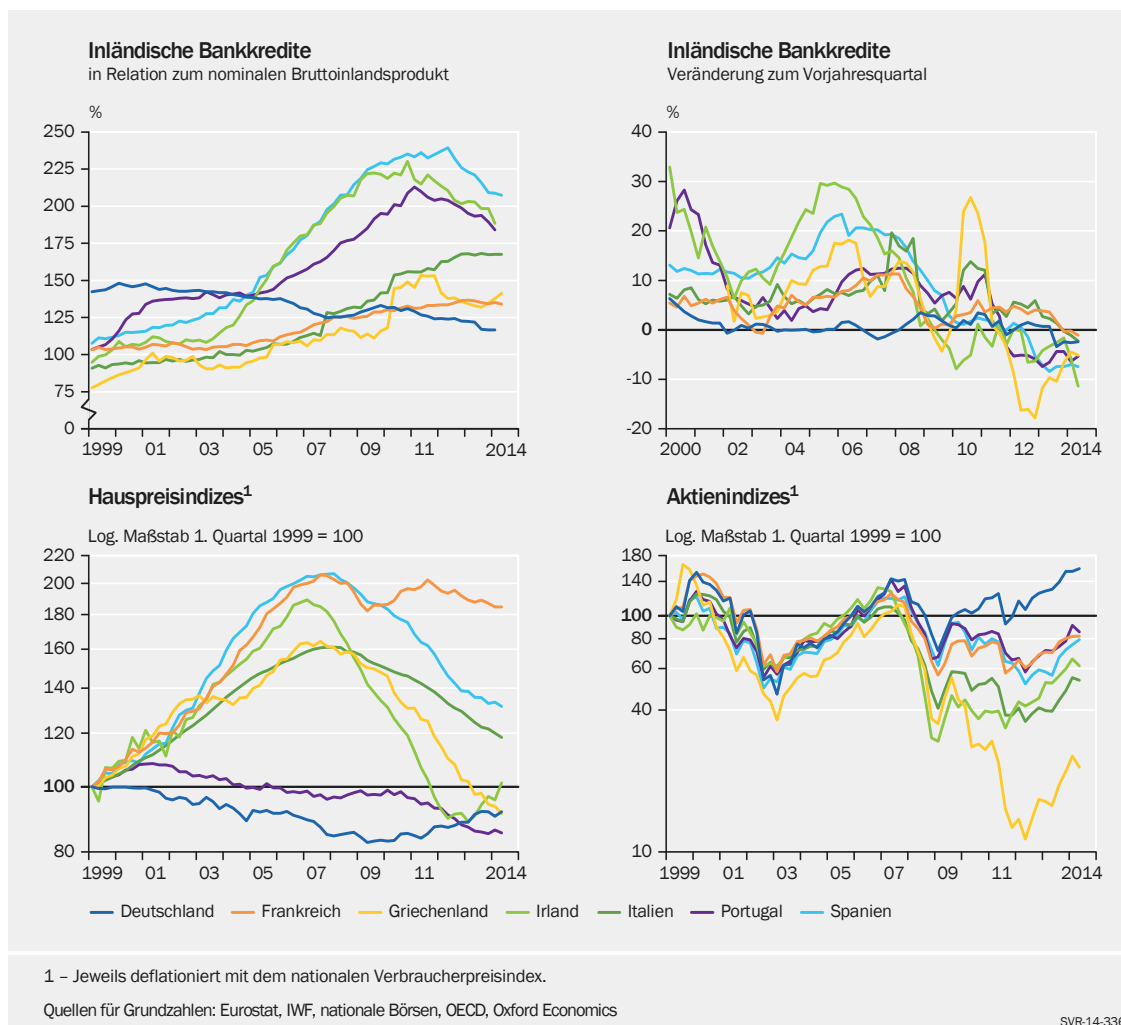 Inländische Bankkredite
in Relation zum nominalen Bruttoinlandsprodukt
%
250
225
200
175
150
125
100
75
0
1999 01 03 05 07 09 11 2014
Inländische Bankkredite
Veränderung zum Vorjahresquartal
%
40
30
20
10
0
-10
-20
2000 02 04 06 08 10 12 2014
Hauspreisindizes1
Log. Maßstab 1. Quartal 1999 = 100
220
200
180
160
140
120
100
80
1999 01 03 05 07 09 11 2014
Aktienindizes1
Log. Maßstab 1. Quartal 1999 = 100
180
140
100
80
60
40
10
1999 01 03 05 07 09 11 2014
Deutschland Frankreich Griechenland Irland Italien Portugal Spanien
1 – Jeweils deflationiert mit dem nationalen Verbraucherpreisindex.
Quellen für Grundzahlen: Eurostat, IWF, nationale Börsen, OECD, Oxford Economics
SVR-14-336